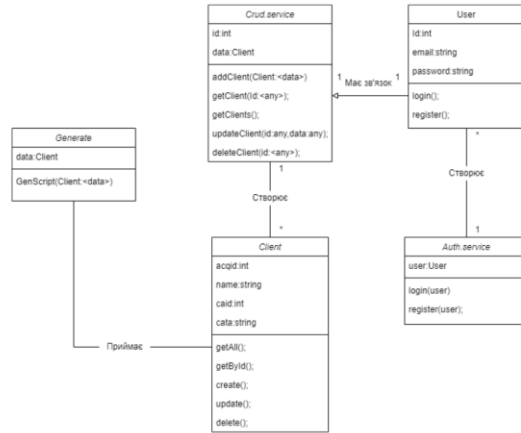 Crud.service
id:int
data:Client
addClient(Client:<data>)
getClient(Id:<any>);
getClients();
updateClient(id:any,data:any);
deleteClient(id:<any>);
1
Має зв'язок
1
User
Id:int
email:string
password:string
login();
register();
Generate
data:Client
GenScript(Client:<data>)
1
Створює
*
*
Створює
1
Client
acqid:int
name:string
caid:int
cata:string
getAll();
getById();
create();
update();
delete();
Auth.service
user:User
login(user)
register(user);
Приймає